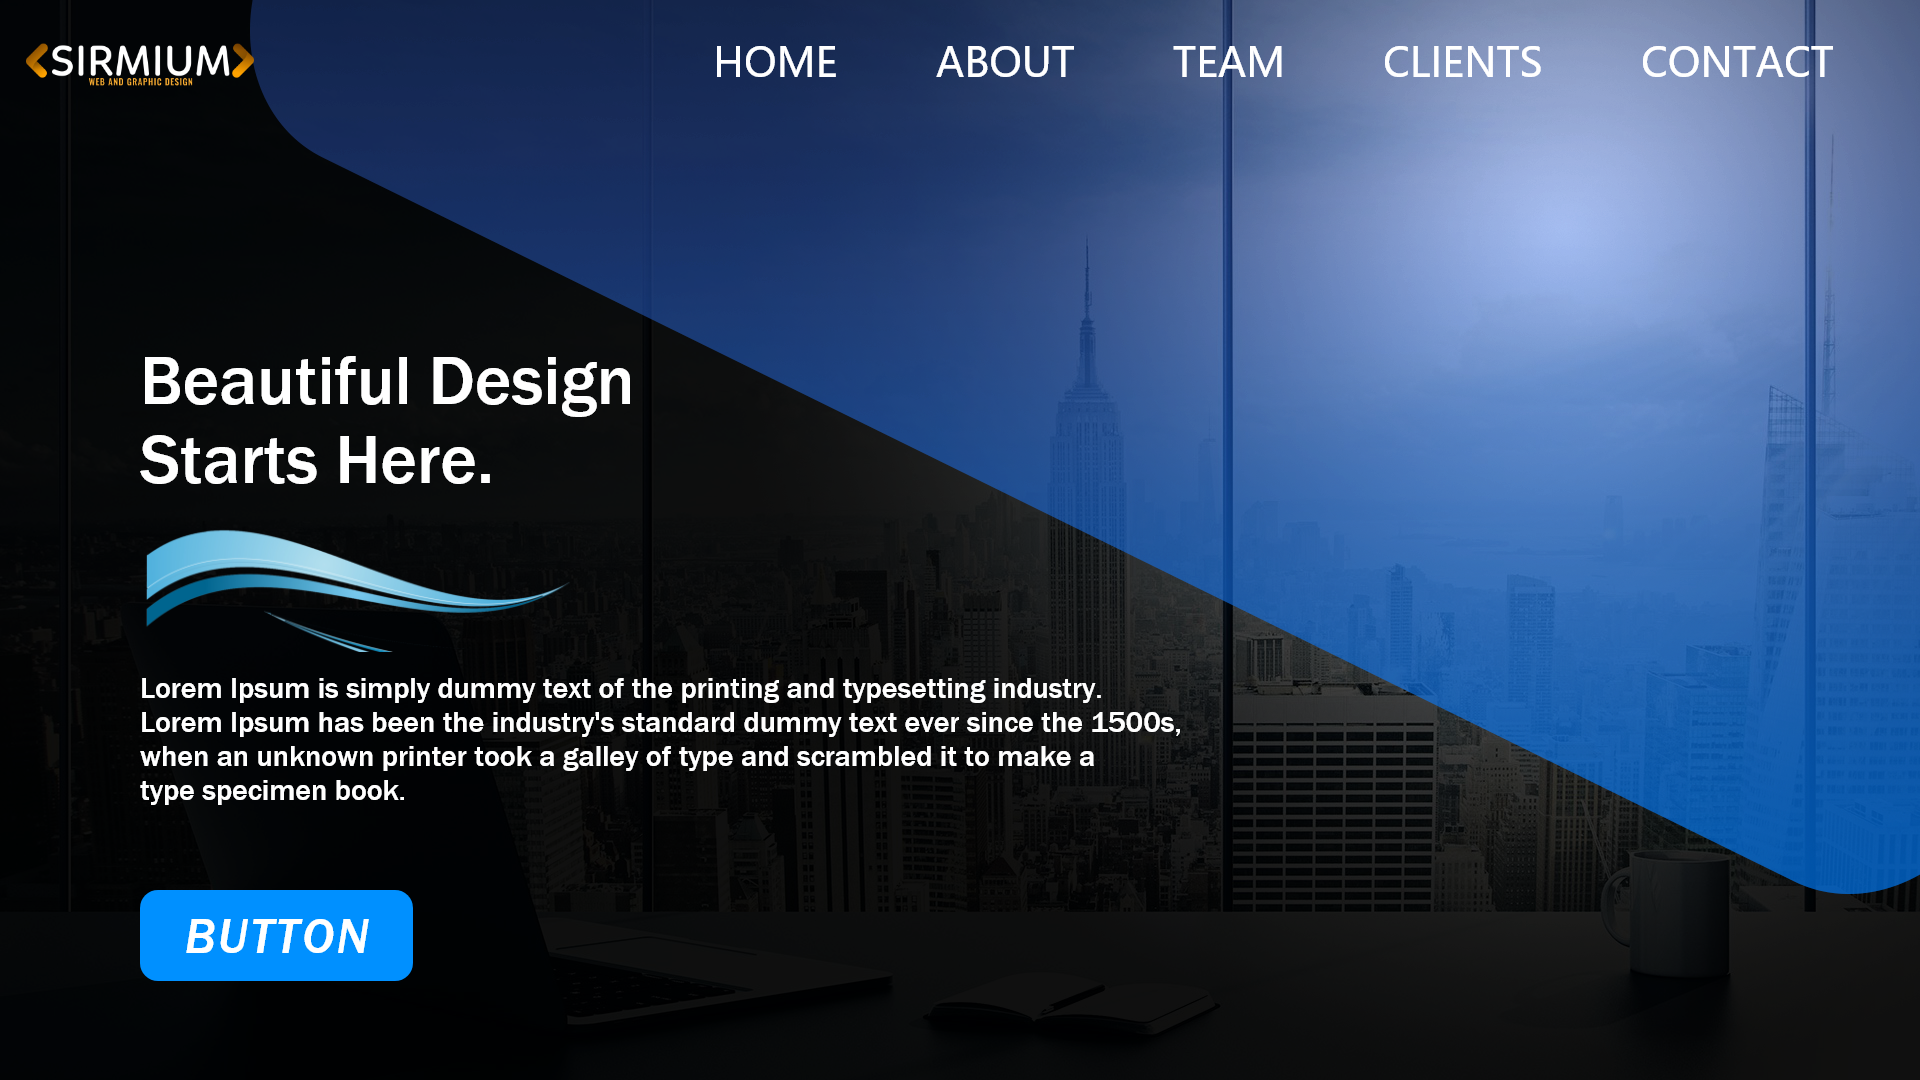 SIRMIUM
WEB AND GRAPHIC DESIGN
HOME ABOUT TEAM CLIENTS CONTACT
Beautiful Design
Starts Here.
Lorem Ipsum is simply dummy text of the printing and typesetting industry.
Lorem Ipsum has been the industry's standard dummy text ever since the 1500s,
when an unknown printer took a galley of type and scrambled it to make a
type specimen book.
BUTTON